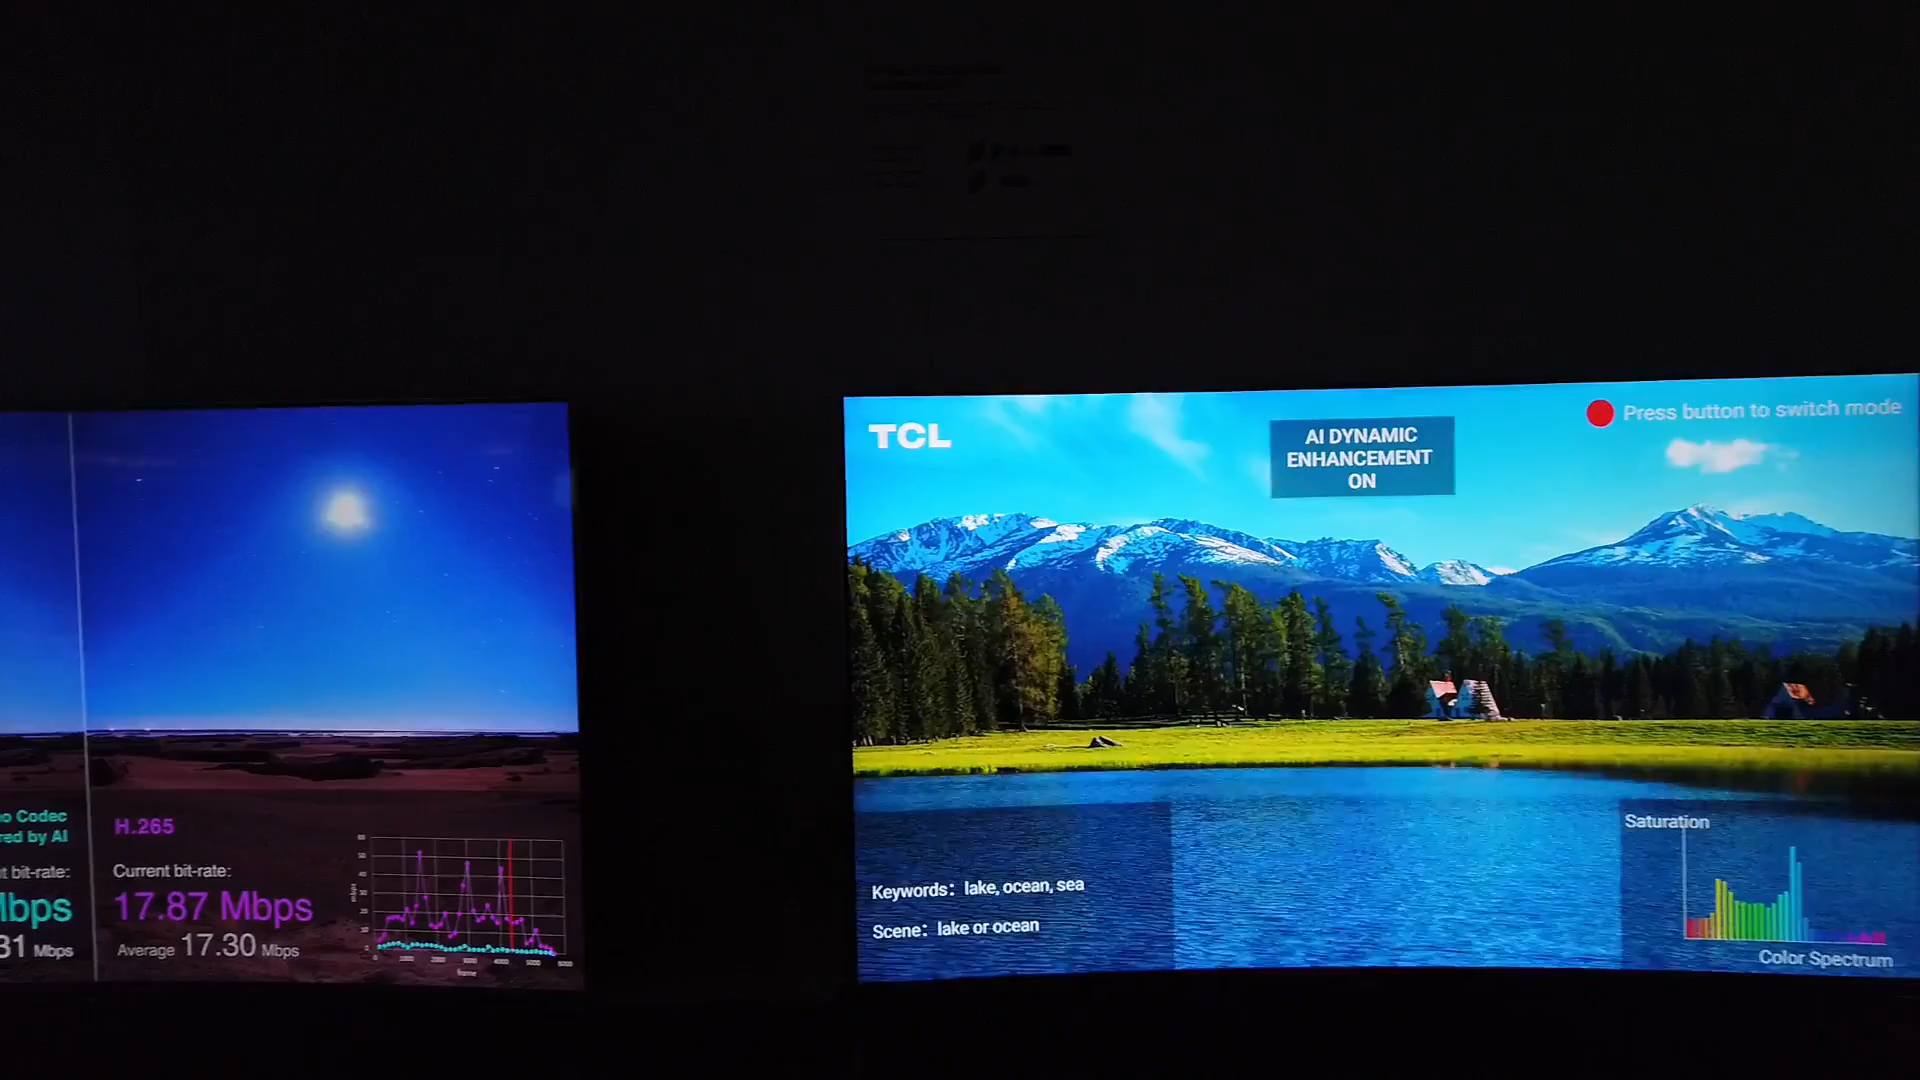 o Codec
red by AI
t bit-rate:
Mbps
31 Mbps
H.265
Current bit-rate:
17.87 Mbps
Average 17.30 Mbps
frame
TCL
AI DYNAMIC
ENHANCEMENT
ON
Press button to switch mode
Keywords: lake, ocean, sea
Scene: lake or ocean
Saturation
Color Spectrum